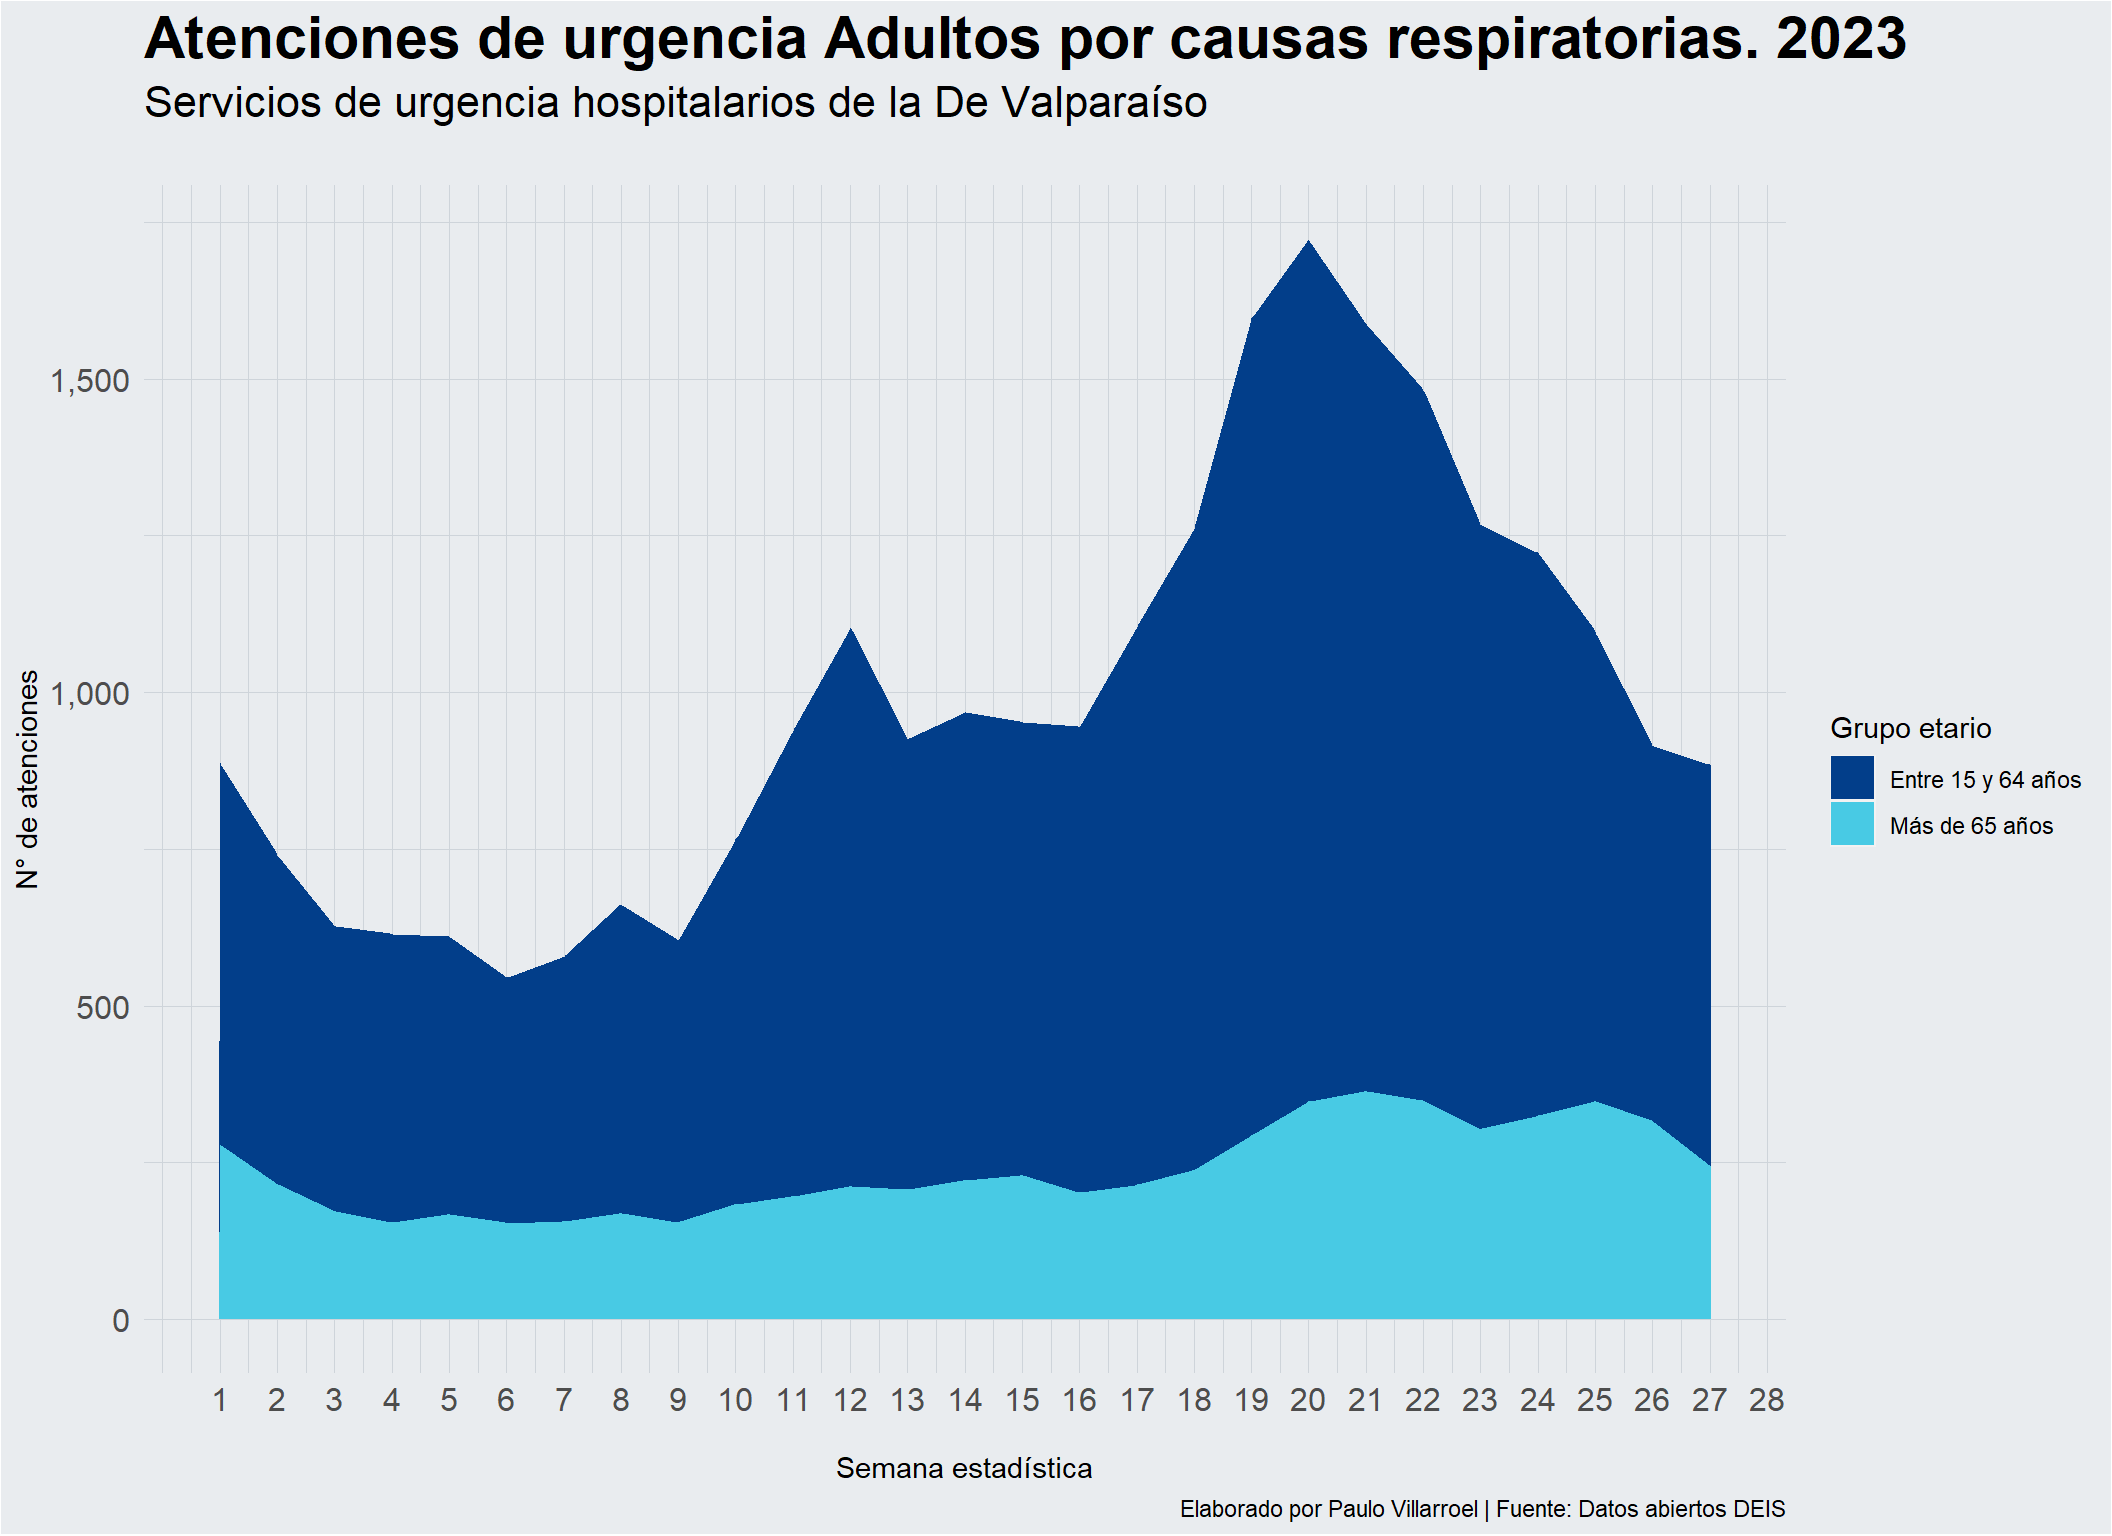 Atenciones de urgencia Adultos por causas respiratorias. 2023
Servicios de urgencia hospitalarios de la De Valparaíso
1,500
1,000
500
0
N° de atenciones
1 2 3 4 5 6 7 8 9 10 11 12 13 14 15 16 17 18 19 20 21 22 23 24 25 26 27 28
Semana estadística
Grupo etario
Entre 15 y 64 años
Más de 65 años
Elaborado por Paulo Villarroel | Fuente: Datos abiertos DEIS